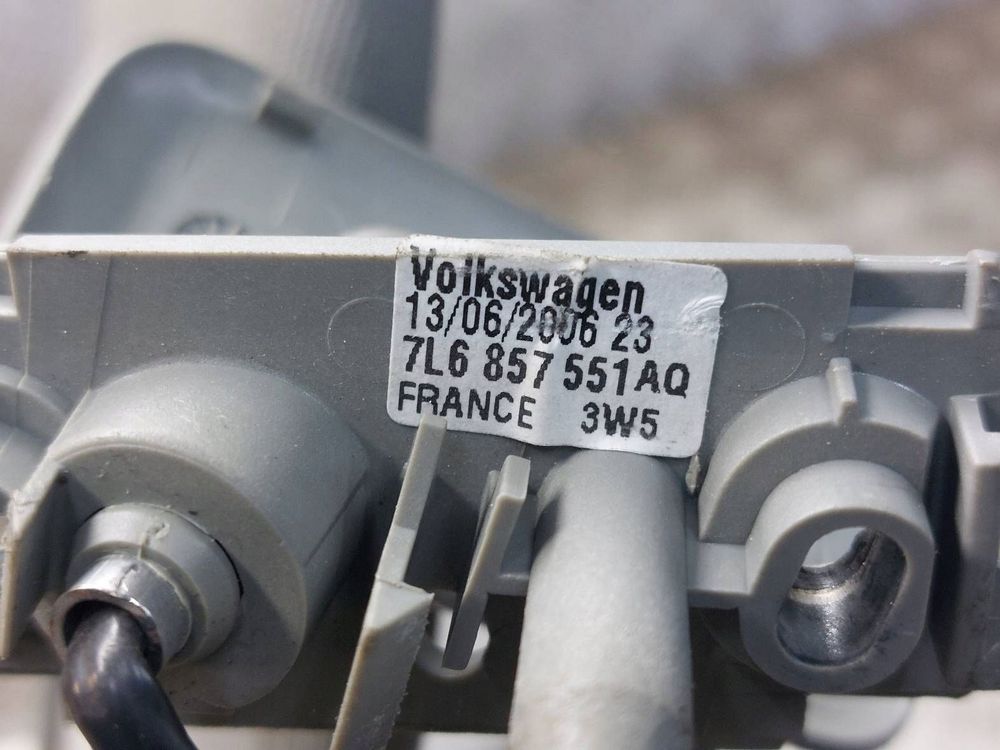 Volkswagen
13/06/2006 23
7L6 857 551AQ
FRANCE 3W5